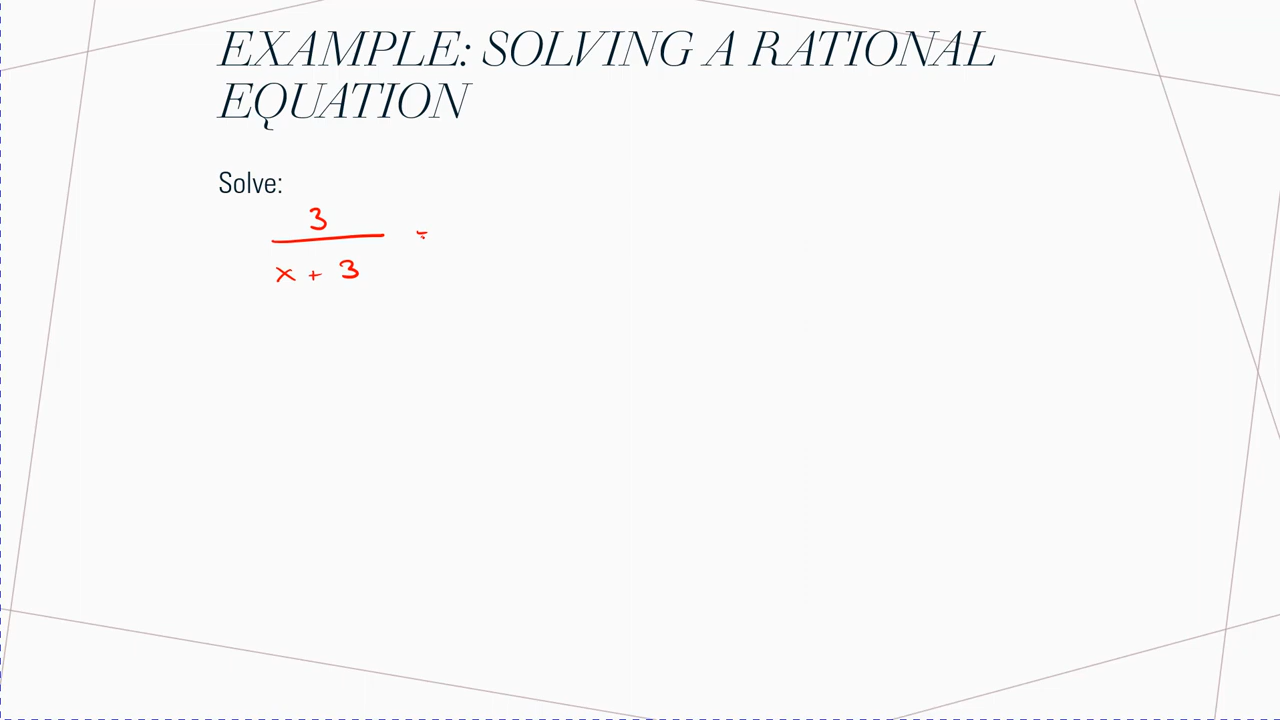 EXAMPLE: SOLVING A RATIONAL
EQUATION
Solve:
3
x + 3 =